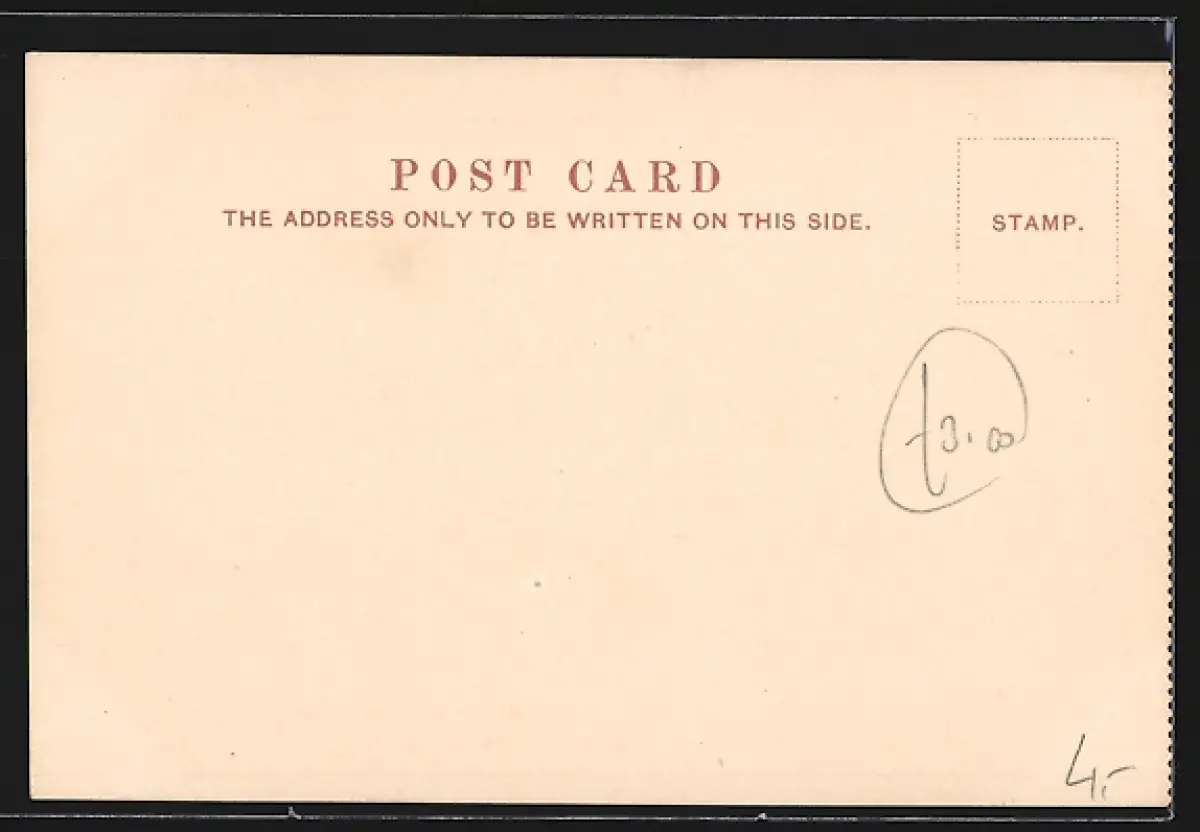 POST CARD
THE ADDRESS ONLY TO BE WRITTEN ON THIS SIDE.
STAMP.
£3.00
4,-